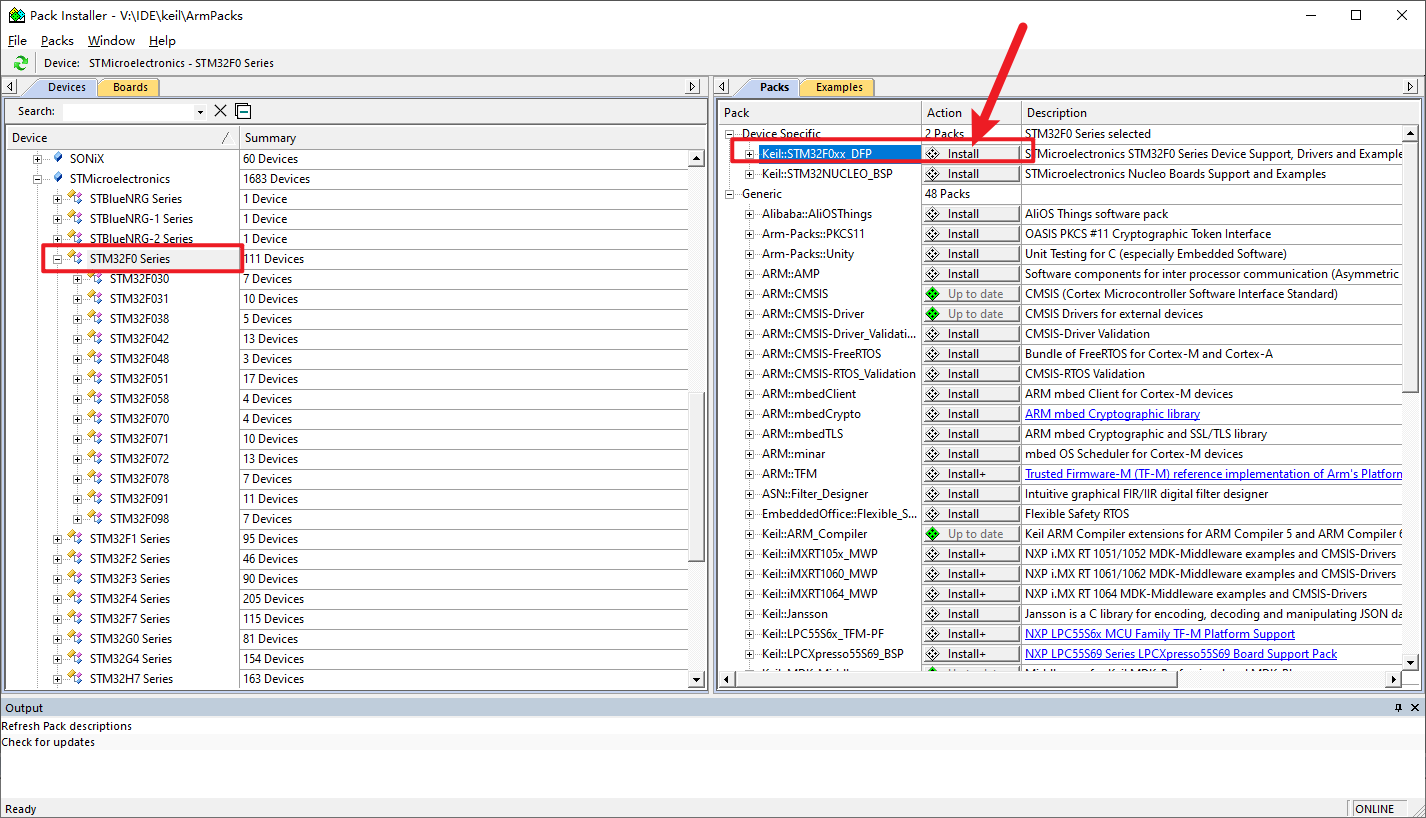 Pack Installer - V:\IDE\keil\ArmPacks
File Packs Window Help
Device: STMicroelectronics - STM32F0 Series
Devices Boards
Search:
Device Summary
SONiX 60 Devices
STMicroelectronics 1683 Devices
STBlueNRG Series 1 Device
STBlueNRG-1 Series 1 Device
STBlueNRG-2 Series 1 Device
STM32F0 Series 111 Devices
STM32F030 7 Devices
STM32F031 10 Devices
STM32F038 5 Devices
STM32F042 13 Devices
STM32F048 3 Devices
STM32F051 17 Devices
STM32F058 4 Devices
STM32F070 4 Devices
STM32F071 10 Devices
STM32F072 13 Devices
STM32F078 7 Devices
STM32F091 11 Devices
STM32F098 7 Devices
STM32F1 Series 95 Devices
STM32F2 Series 46 Devices
STM32F3 Series 90 Devices
STM32F4 Series 205 Devices
STM32F7 Series 115 Devices
STM32G0 Series 81 Devices
STM32G4 Series 154 Devices
STM32H7 Series 163 Devices
Packs Examples
Pack Action Description
Device Specific 2 Packs STM32F0 Series selected
Keil::STM32F0xx_DFP Install STMicroelectronics STM32F0 Series Device Support, Drivers and Example
Keil::STM32NUCLEO_BSP Install STMicroelectronics Nucleo Boards Support and Examples
Generic 48 Packs
Alibaba::AliOSThings Install AliOS Things software pack
Arm-Packs::PKCS11 Install OASIS PKCS #11 Cryptographic Token Interface
Arm-Packs::Unity Install Unit Testing for C (especially Embedded Software)
ARM::AMP Install Software components for inter processor communication (Asymmetric
ARM::CMSIS Up to date CMSIS (Cortex Microcontroller Software Interface Standard)
ARM::CMSIS-Driver Up to date CMSIS Drivers for external devices
ARM::CMSIS-Driver_Validati... Install CMSIS-Driver Validation
ARM::CMSIS-FreeRTOS Install Bundle of FreeRTOS for Cortex-M and Cortex-A
ARM::CMSIS-RTOS_Validation Install CMSIS-RTOS Validation
ARM::mbedClient Install ARM mbed Client for Cortex-M devices
ARM::mbedCrypto Install ARM mbed Cryptographic library
ARM::mbedTLS Install ARM mbed Cryptographic and SSL/TLS library
ARM::minar Install mbed OS Scheduler for Cortex-M devices
ARM::TFM Install+ Trusted Firmware-M (TF-M) reference implementation of Arm's Platform
ASN::Filter_Designer Install Intuitive graphical FIR/IIR digital filter designer
EmbeddedOffice::Flexible_S... Install Flexible Safety RTOS
Keil::ARM_Compiler Up to date Keil ARM Compiler extensions for ARM Compiler 5 and ARM Compiler 6
Keil::iMXRT105x_MWP Install+ NXP i.MX RT 1051/1052 MDK-Middleware examples and CMSIS-Drivers
Keil::iMXRT1060_MWP Install+ NXP i.MX RT 1061/1062 MDK-Middleware examples and CMSIS-Drivers
Keil::iMXRT1064_MWP Install+ NXP i.MX RT 1064 MDK-Middleware examples and CMSIS-Drivers
Keil::Jansson Install Jansson is a C library for encoding, decoding and manipulating JSON da
Keil::LPC55S6x_TFM-PF Install+ NXP LPC55S6x MCU Family TF-M Platform Support
Keil::LPCXpresso55S69_BSP Install+ NXP LPC55S69 Series LPCXpresso55S69 Board Support Pack
Output
Refresh Pack descriptions
Check for updates
Ready ONLINE